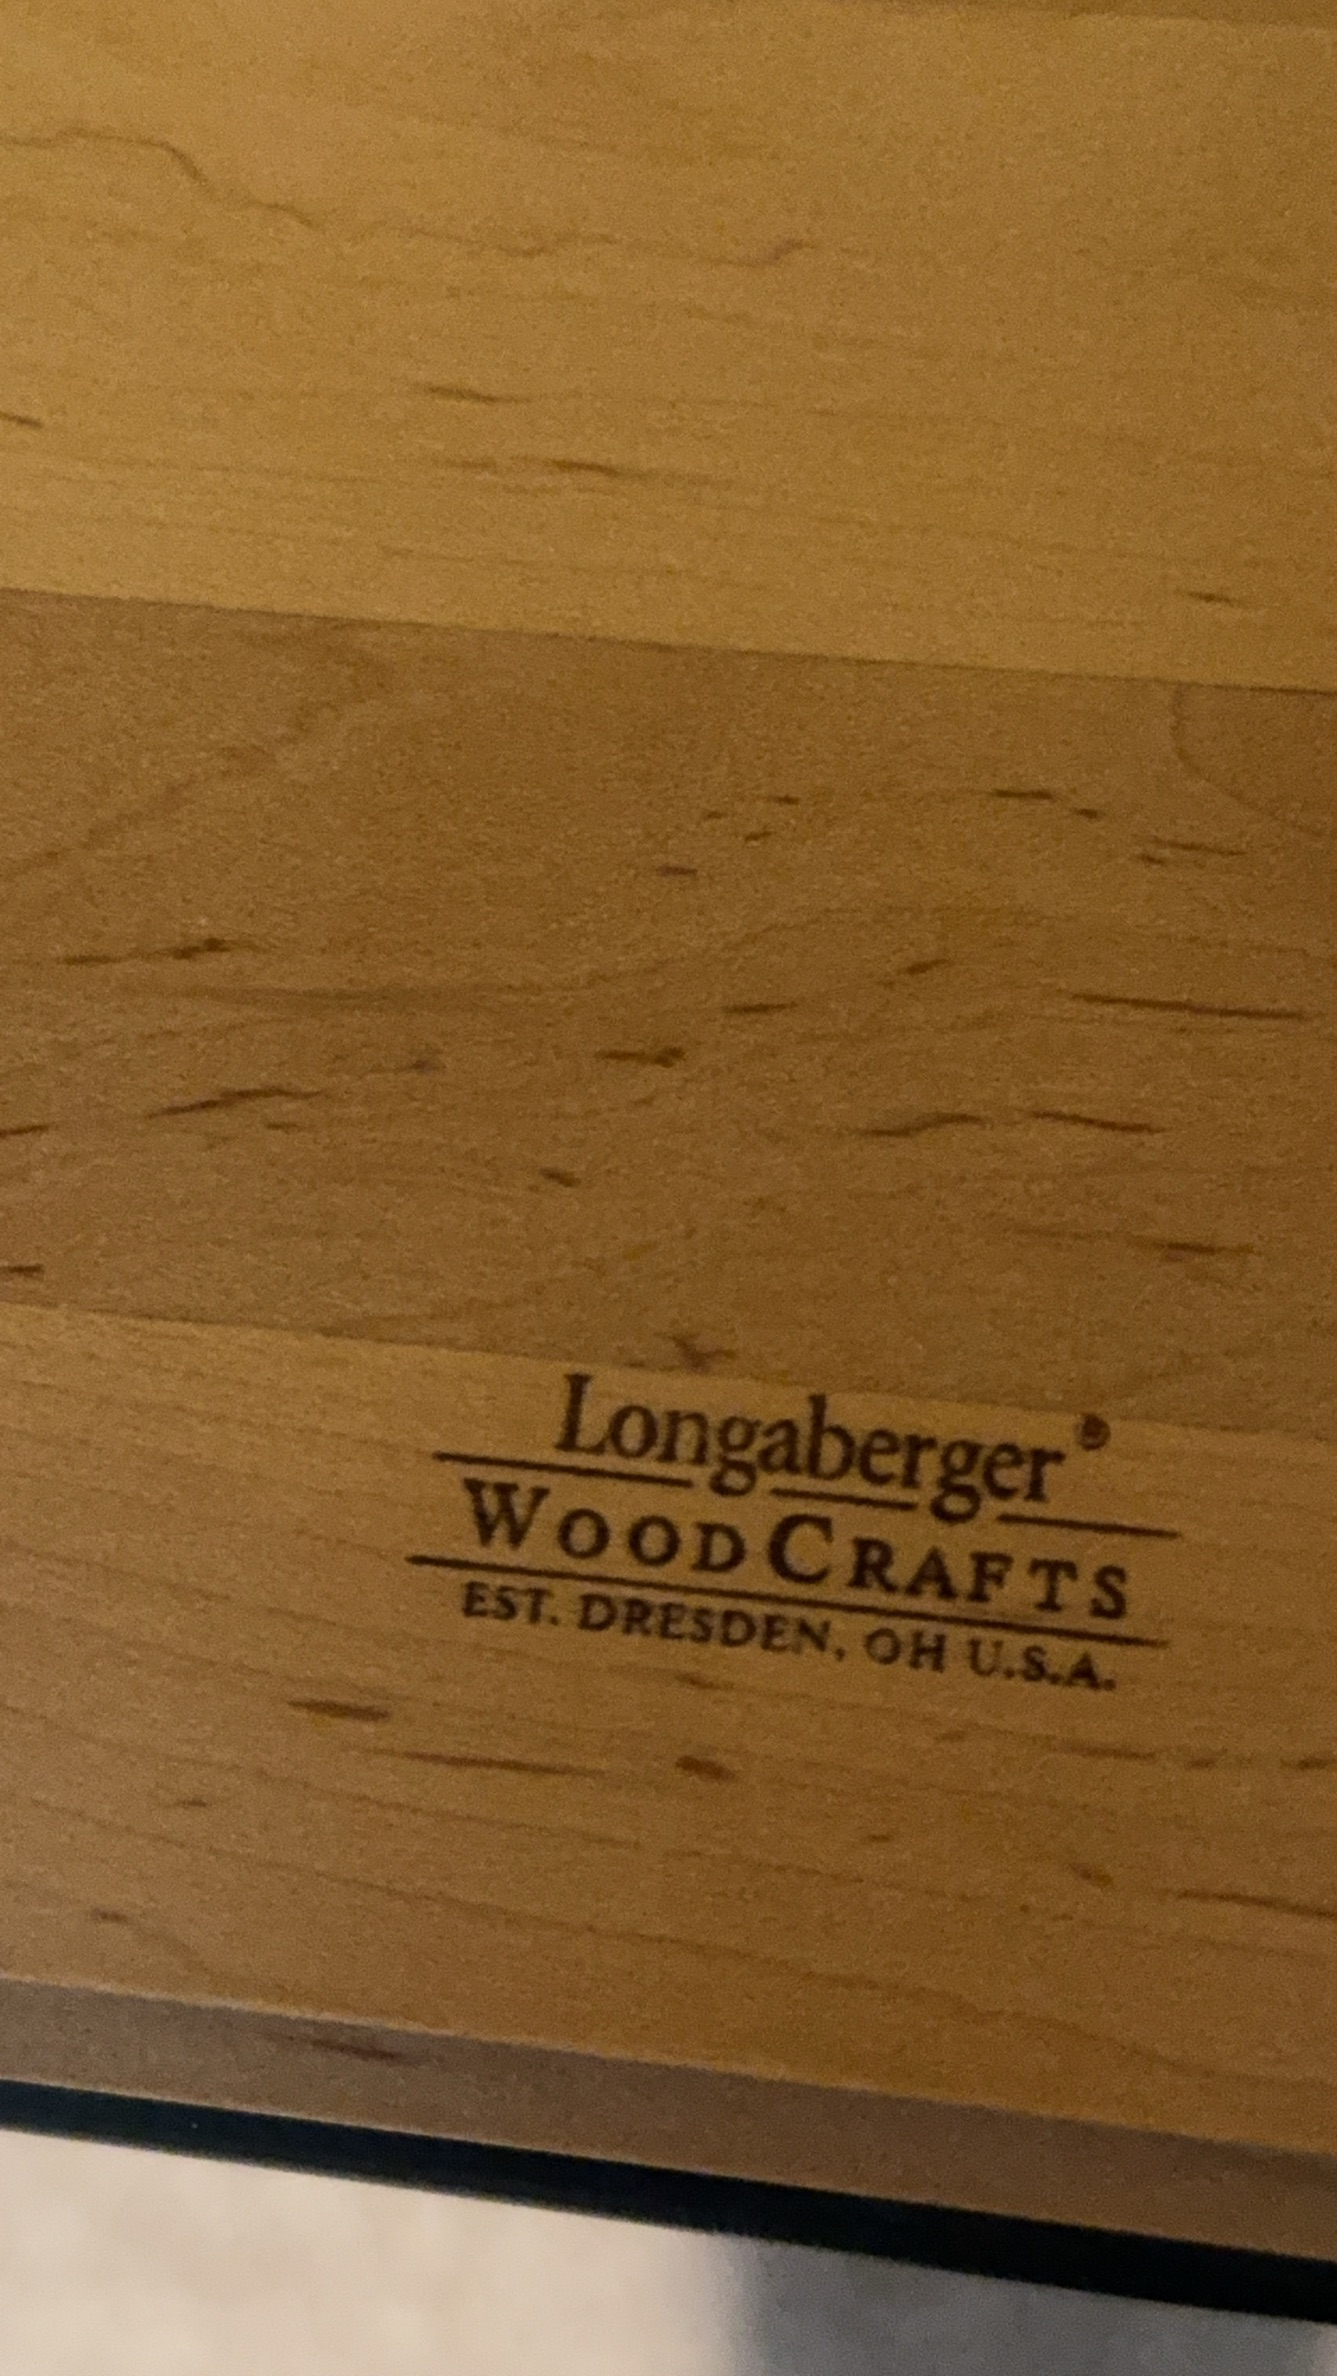 Longaberger®
WOODCRAFTS
EST. DRESDEN, OH U.S.A.